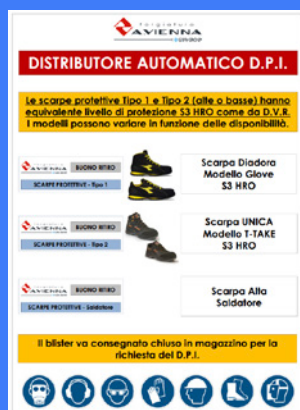 forgiatura
AVIENNA
DISTRIBUTORE AUTOMATICO D.P.I.
Le scarpe protettive Tipo 1 e Tipo 2 (alte o basse) hanno
equivalente livello di protezione S3 HRO come da D.V.R.
I modelli possono variare in funzione delle disponibilità.
AVIENNA
BUONO RITIRO
SCARPE PROTETTIVE - Tipo 1
Scarpa Diadora
Modello Glove
S3 HRO
AVIENNA
BUONO RITIRO
SCARPE PROTETTIVE - Tipo 2
Scarpa UNICA
Modello T-TAKE
S3 HRO
AVIENNA
BUONO RITIRO
SCARPE PROTETTIVE - Saldatore
Scarpa Alta
Saldatore
Il blister va consegnato chiuso in magazzino per la
richiesta del D.P.I.